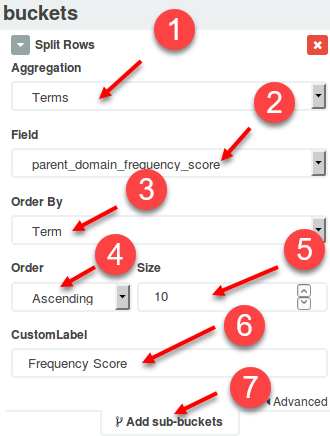 buckets
Split Rows
1
Aggregation
Terms
2
Field
parent_domain_frequency_score
3
Order By
Term
4
5
Order Size
Ascending 10
6
CustomLabel
Frequency Score
7
Advanced
Add sub-buckets